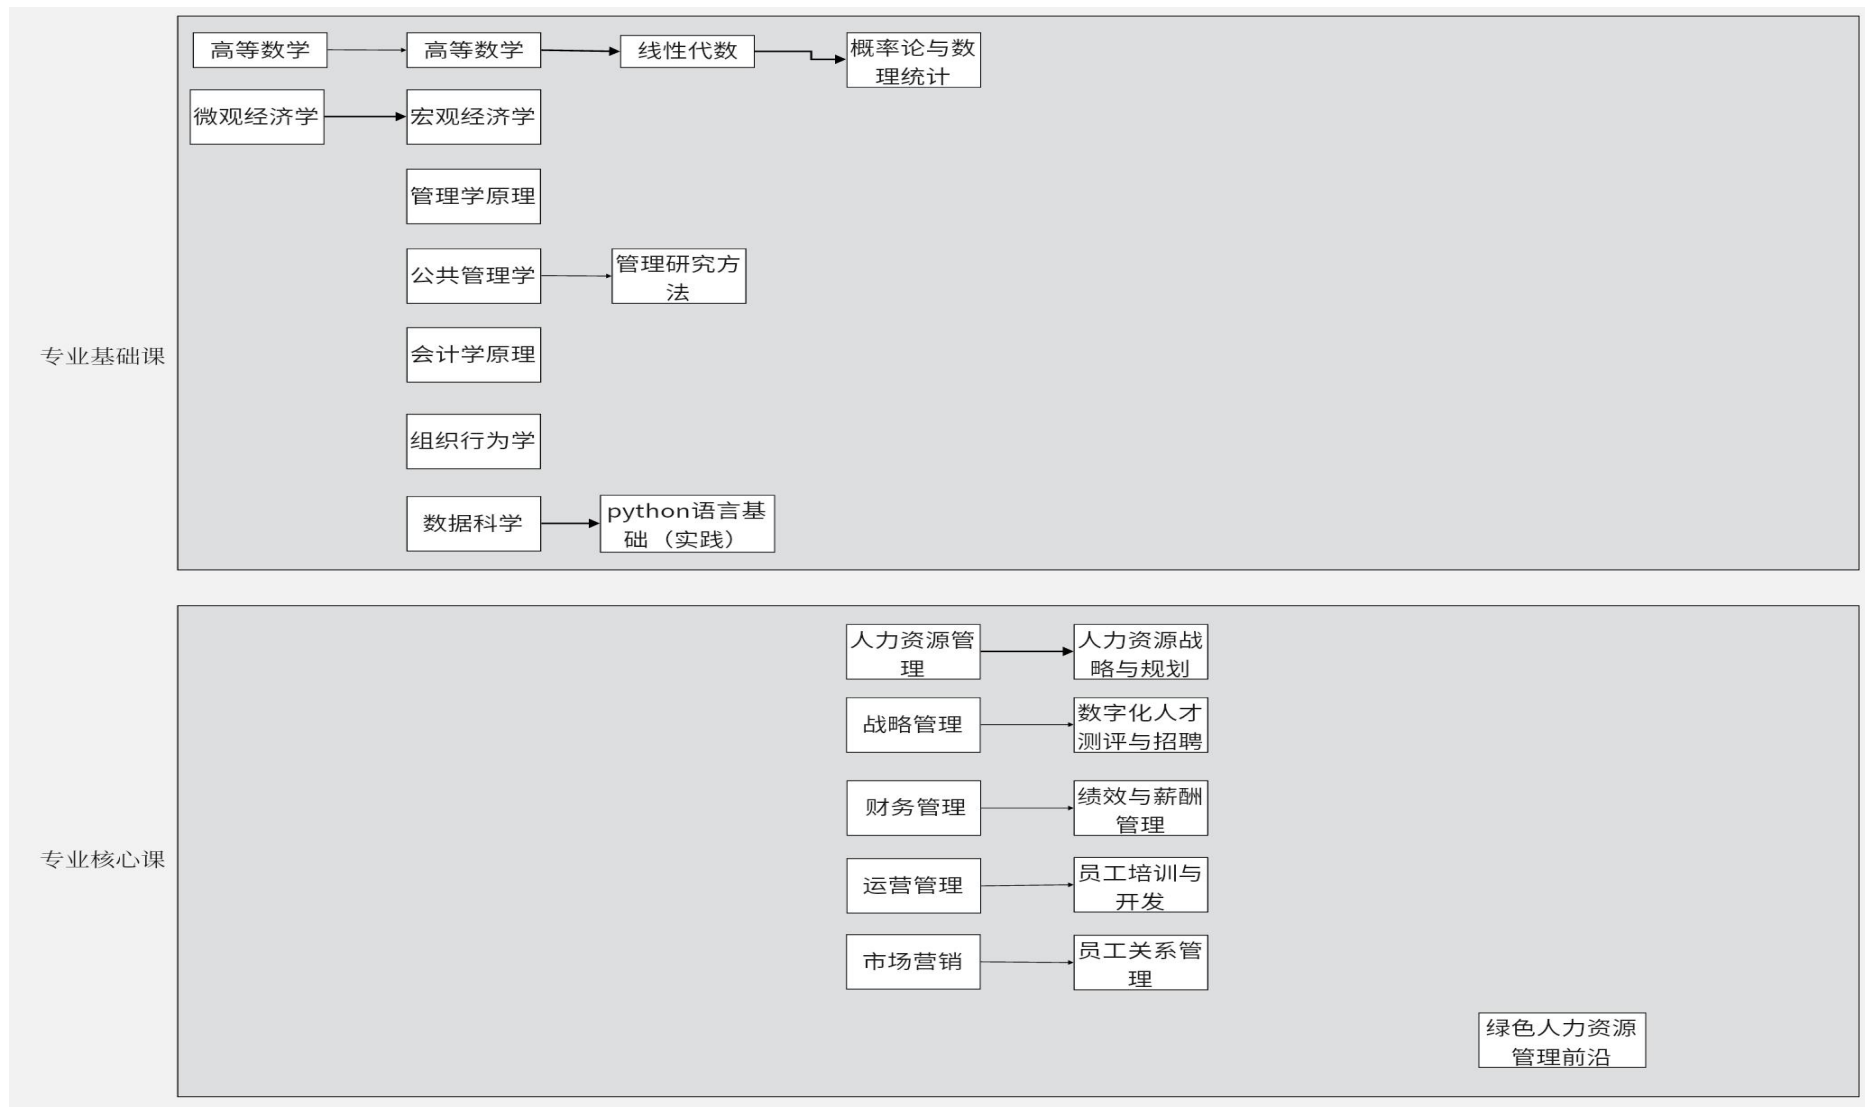 高等数学
高等数学
线性代数
概率论与数
理统计
微观经济学
宏观经济学
管理学原理
公共管理学
管理研究方
法
专业基础课
会计学原理
组织行为学
数据科学
python语言基
础（实践）
人力资源管
理
人力资源战
略与规划
战略管理
数字化人才
测评与招聘
财务管理
绩效与薪酬
管理
专业核心课
运营管理
员工培训与
开发
市场营销
员工关系管
理
绿色人力资源
管理前沿